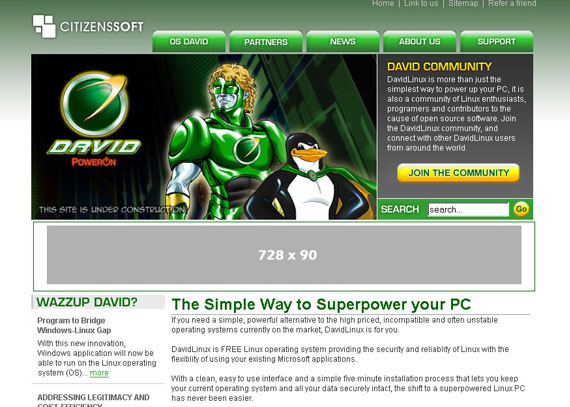 Home | Link to us | Sitemap | Refer a friend
CITIZENSSOFT
OS DAVID
PARTNERS
NEWS
ABOUT US
SUPPORT
DAVID
POWERON
THIS SITE IS UNDER CONSTRUCTION
DAVID COMMUNITY
DavidLinux is more than just the
simplest way to power up your PC, it is
also a community of Linux enthusiasts,
programers and contributors to the
cause of open source software. Join
the DavidLinux community, and
connect with other DavidLinux users
from around the world.
JOIN THE COMMUNITY
SEARCH search... Go
728 x 90
WAZZUP DAVID?
Program to Bridge
Windows-Linux Gap
With this new innovation,
Windows application will now be
able to run on the Linux operating
system (OS)... more
ADDRESSING LEGITIMACY AND
COST EFFICIENCY
The Simple Way to Superpower your PC
If you need a simple, powerful alternative to the high priced, incompatible and often unstable
operating systems currently on the market, DavidLinux is for you.
DavidLinux is FREE Linux operating system providing the security and reliablity of Linux with the
flexiblity of using your existing Microsoft applications.
With a clean, easy to use interface and a simple five minute installation process that lets you keep
your current operating system and all your data securely intact, the shift to a superpowered Linux PC
has never been easier.